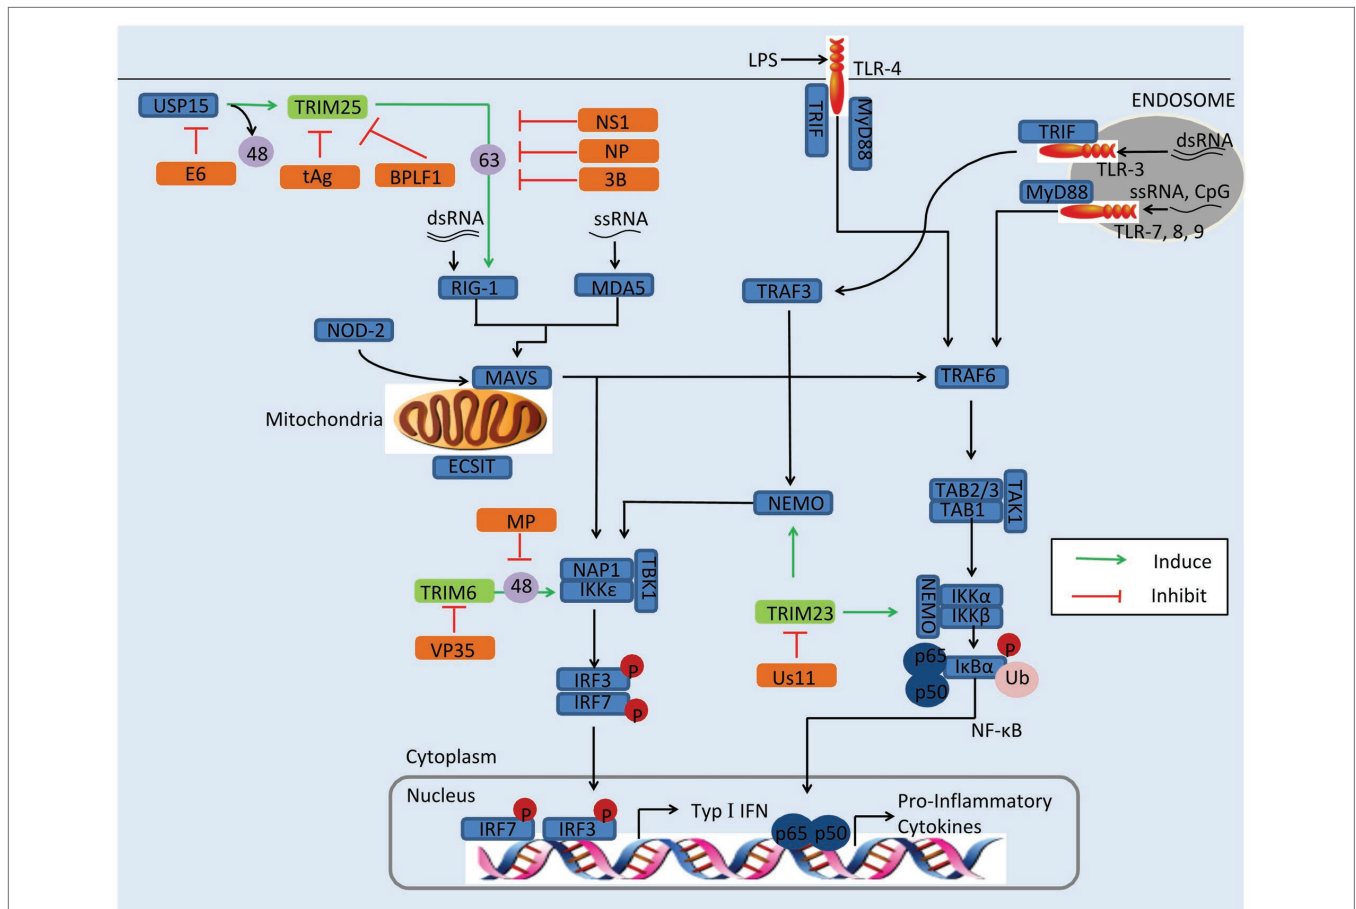 LPS
TLR-4
TRIF
MyD88
ENDOSOME
TRIF
dsRNA
TLR-3
MyD88
ssRNA, CpG
TLR-7, 8, 9
USP15
TRIM25
48
63
E6
tAg
BPLF1
NS1
NP
3B
dsRNA
ssRNA
RIG-1
MDA5
TRAF3
NOD-2
MAVS
TRAF6
Mitochondria
ECSIT
TAB2/3
TAB1
TAK1
NEMO
MP
48
NAP1
IKKε
TBK1
TRIM6
VP35
TRIM23
Us11
NEMO
IKKα
IKKβ
Induce
Inhibit
p65
p50
IκBα
P
Ub
IRF3
P
IRF7
P
NF-κB
Cytoplasm
Nucleus
IRF7
P
IRF3
P
Typ I IFN
p65
p50
Pro-Inflammatory
Cytokines